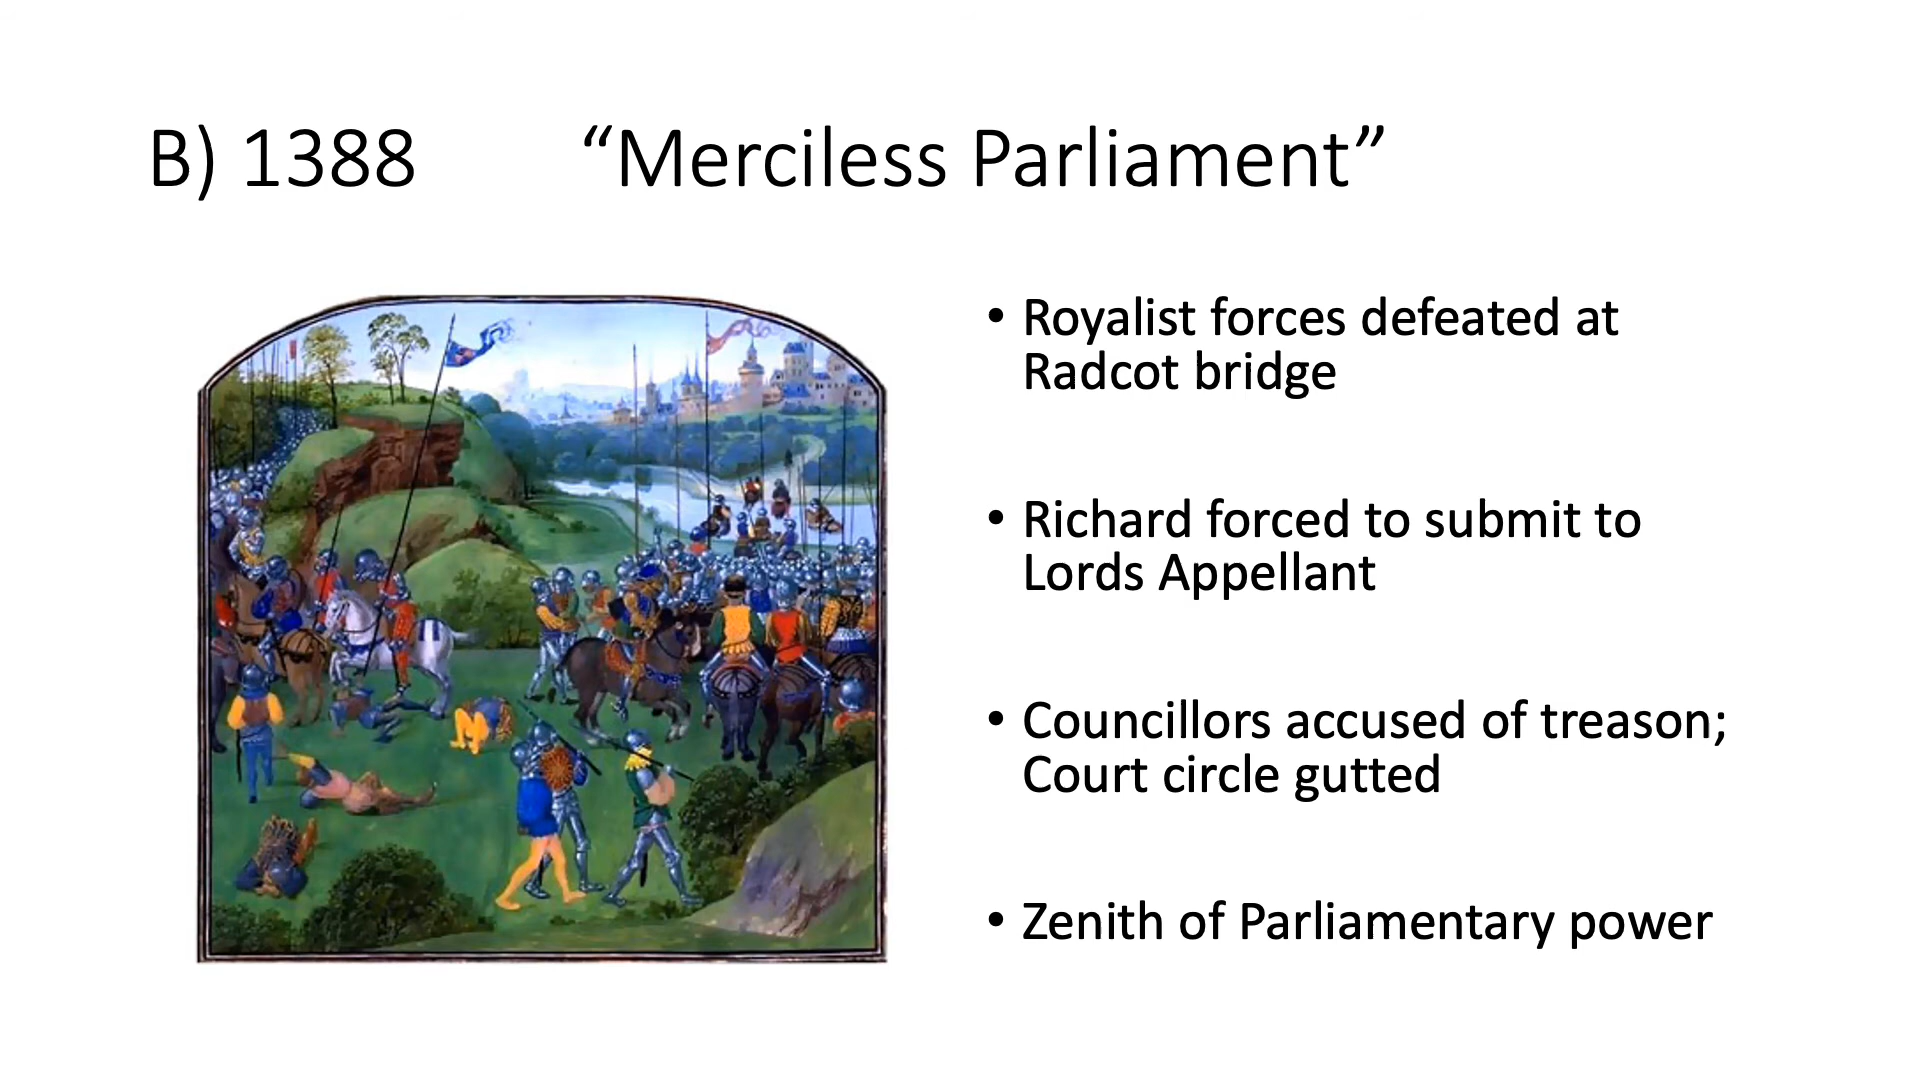 B) 1388 “Merciless Parliament”
• Royalist forces defeated at
Radcot bridge
• Richard forced to submit to
Lords Appellant
• Councillors accused of treason;
Court circle gutted
• Zenith of Parliamentary power